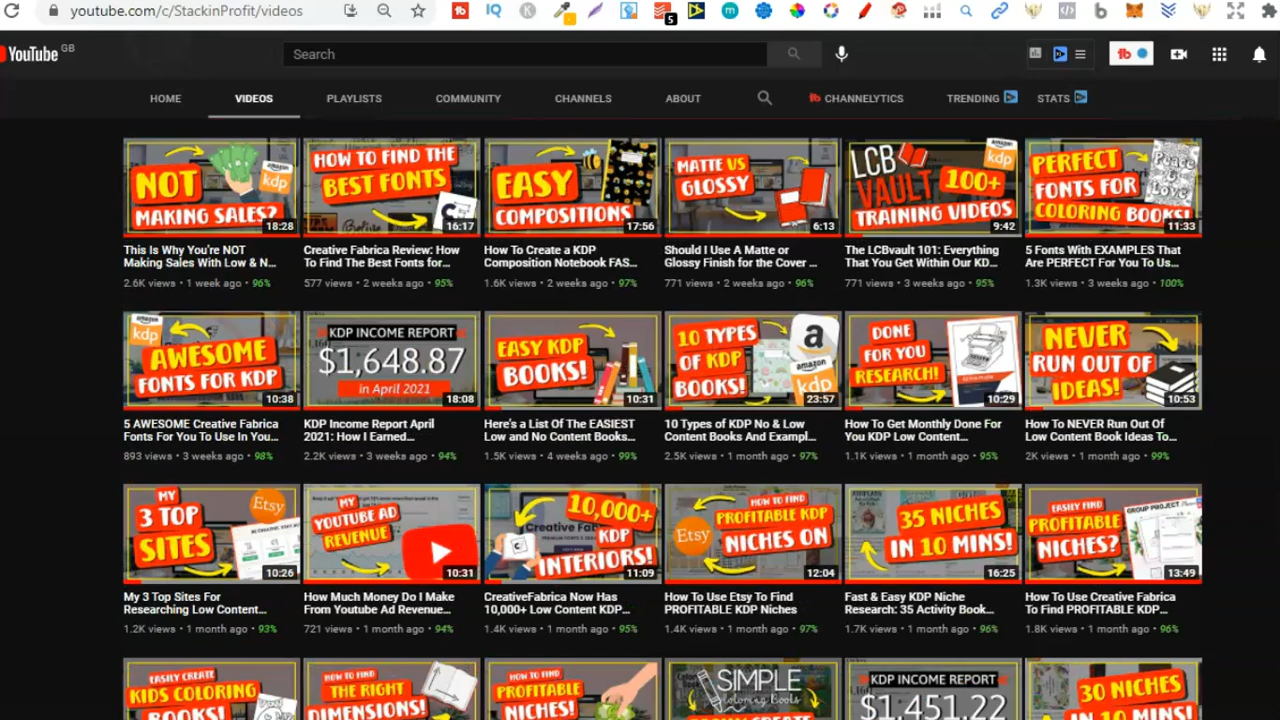 youtube.com/c/StackinProfit/videos
5
YouTube GB
Search
HOME VIDEOS PLAYLISTS COMMUNITY CHANNELS ABOUT CHANNELYTICS TRENDING STATS
NOT
MAKING SALES?
amazon
kdp
18:28
HOW TO FIND THE
BEST FONTS
16:17
EASY
COMPOSITIONS
17:56
MATTE VS
GLOSSY
6:13
LCB
VAULT 100+
TRAINING VIDEOS
amazon
kdp
9:42
PERFECT
FONTS FOR
COLORING BOOKS!
Peace
Love
11:33
This Is Why You're NOT
Making Sales With Low & N...
2.6K views • 1 week ago • 96%
Creative Fabrica Review: How
To Find The Best Fonts for...
577 views • 2 weeks ago • 95%
How To Create a KDP
Composition Notebook FAS...
1.6K views • 2 weeks ago • 97%
Should I Use A Matte or
Glossy Finish for the Cover ...
771 views • 2 weeks ago • 96%
The LCBvault 101: Everything
That You Get Within Our KD...
771 views • 3 weeks ago • 95%
5 Fonts With EXAMPLES That
Are PERFECT For You To Us...
1.3K views • 3 weeks ago • 100%
amazon
kdp
AWESOME
FONTS FOR KDP
10:38
KDP INCOME REPORT
$1,648.87
in April 2021
18:08
EASY KDP
BOOKS!
10:31
10 TYPES
OF KDP
BOOKS!
a
amazon
kdp
23:57
DONE
FOR YOU
RESEARCH!
10:29
NEVER
RUN OUT OF
IDEAS!
10:53
5 AWESOME Creative Fabrica
Fonts For You To Use In You...
893 views • 3 weeks ago • 98%
KDP Income Report April
2021: How I Earned...
2.2K views • 3 weeks ago • 94%
Here's a List Of The EASIEST
Low and No Content Books...
1.5K views • 4 weeks ago • 99%
10 Types of KDP No & Low
Content Books And Exampl...
2.5K views • 1 month ago • 97%
How To Get Monthly Done For
You KDP Low Content...
1.1K views • 1 month ago • 95%
How To NEVER Run Out Of
Low Content Book Ideas To...
2K views • 1 month ago • 99%
MY
3 TOP
SITES
Etsy
10:26
MY
YOUTUBE AD
REVENUE
10:31
10,000+
KDP
INTERIORS!
Creative Fab
11:09
HOW TO FIND
PROFITABLE KDP
NICHES ON
Etsy
12:04
35 NICHES
IN 10 MINS!
16:25
EASILY FIND
PROFITABLE
NICHES?
GROUP PROJECT
13:49
My 3 Top Sites For
Researching Low Content...
1.2K views • 1 month ago • 93%
How Much Money Do I Make
From Youtube Ad Revenue...
721 views • 1 month ago • 94%
CreativeFabrica Now Has
10,000+ Low Content KDP...
1.4K views • 1 month ago • 95%
How To Use Etsy To Find
PROFITABLE KDP Niches
1.4K views • 1 month ago • 97%
Fast & Easy KDP Niche
Research: 35 Activity Book...
1.7K views • 1 month ago • 96%
How To Use Creative Fabrica
To Find PROFITABLE KDP...
1.8K views • 1 month ago • 96%
EASILY CREATE
KIDS COLORING
BOOKS!
HOW TO FIND
THE RIGHT
DIMENSIONS!
HOW TO FIND
PROFITABLE
NICHES!
SIMPLE
Coloring Books
KDP INCOME REPORT
$1,451.22
30 NICHES
IN 10 MINS!